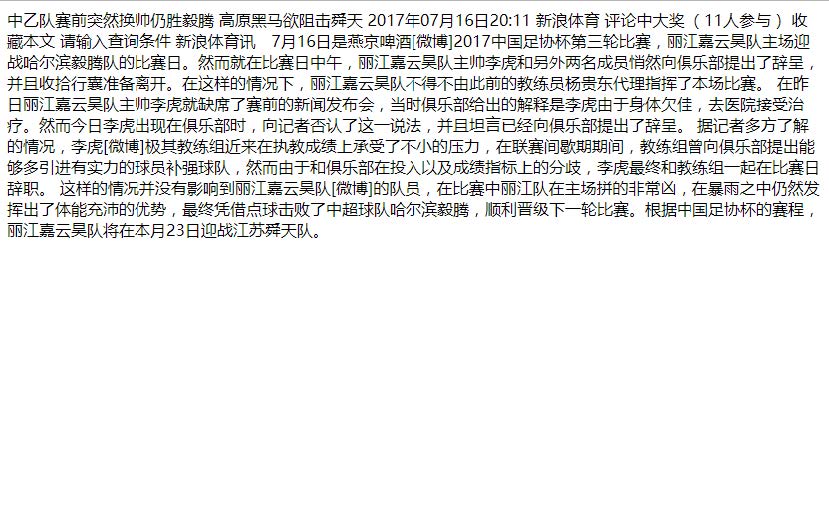 中乙队赛前突然换帅仍胜毅腾 高原黑马欲阻击舜天 2017年07月16日20:11 新浪体育 评论中大奖（11人参与）收
藏本文 请输入查询条件 新浪体育讯　7月16日是燕京啤酒[微博]2017中国足协杯第三轮比赛，丽江嘉云昊队主场迎
战哈尔滨毅腾队的比赛日。然而就在比赛日中午，丽江嘉云昊队主帅李虎和另外两名成员悄然向俱乐部提出了辞呈，
并且收拾行囊准备离开。在这样的情况下，丽江嘉云昊队不得不由此前的教练员杨贵东代理指挥了本场比赛。 在昨
日丽江嘉云昊队主帅李虎就缺席了赛前的新闻发布会，当时俱乐部给出的解释是李虎由于身体欠佳，去医院接受治
疗。然而今日李虎出现在俱乐部时，向记者否认了这一说法，并且坦言已经向俱乐部提出了辞呈。 据记者多方了解
的情况，李虎[微博]极其教练组近来在执教成绩上承受了不小的压力，在联赛间歇期期间，教练组曾向俱乐部提出能
够多引进有实力的球员补强球队，然而由于和俱乐部在投入以及成绩指标上的分歧，李虎最终和教练组一起在比赛日
辞职。 这样的情况并没有影响到丽江嘉云昊队[微博]的队员，在比赛中丽江队在主场拼的非常凶，在暴雨之中仍然发
挥出了体能充沛的优势，最终凭借点球击败了中超球队哈尔滨毅腾，顺利晋级下一轮比赛。根据中国足协杯的赛程，
丽江嘉云昊队将在本月23日迎战江苏舜天队。